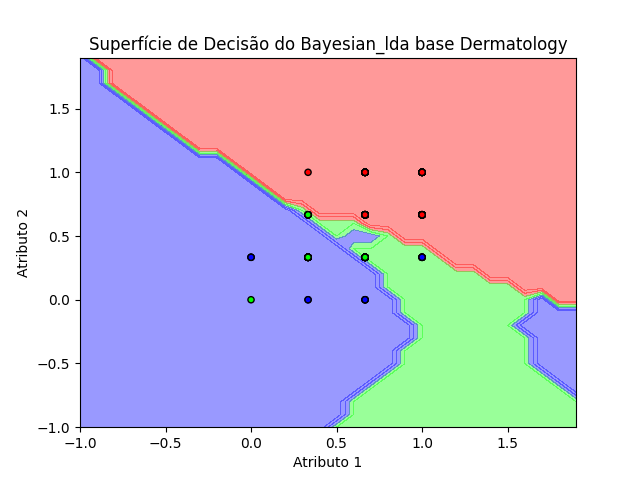 Superfície de Decisão do Bayesian_lda base Dermatology
1.5
1.0
0.5
0.0
−0.5
−1.0
Atributo 2
−1.0 −0.5 0.0 0.5 1.0 1.5
Atributo 1